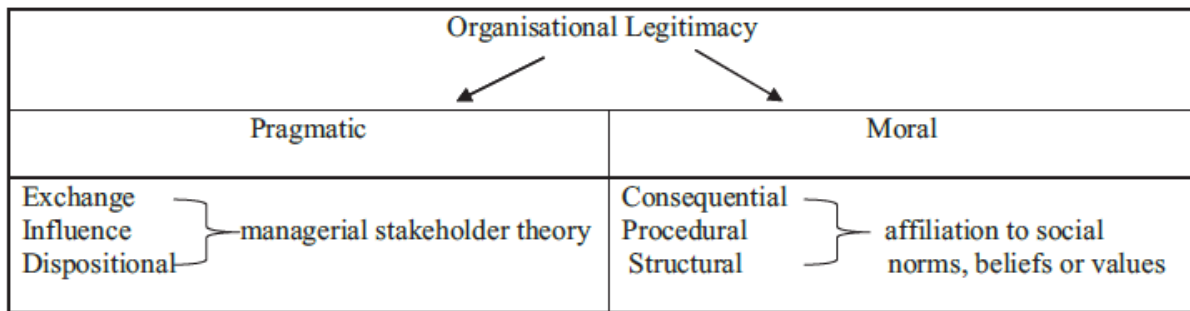 Organisational Legitimacy
Pragmatic
Moral
Exchange
Influence
Dispositional
managerial stakeholder theory
Consequential
Procedural
Structural
affiliation to social
norms, beliefs or values